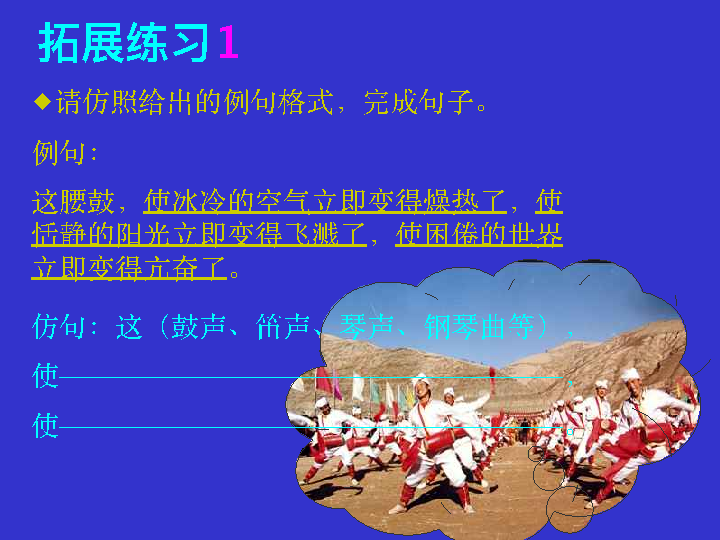 拓展练习1
◆请仿照给出的例句格式，完成句子。
例句：
这腰鼓，使冰冷的空气立即变得燥热了，使
恬静的阳光立即变得飞溅了，使困倦的世界
立即变得亢奋了。
仿句：这（鼓声、笛声、琴声、钢琴曲等），
使——————————————————，
使——————————————————。